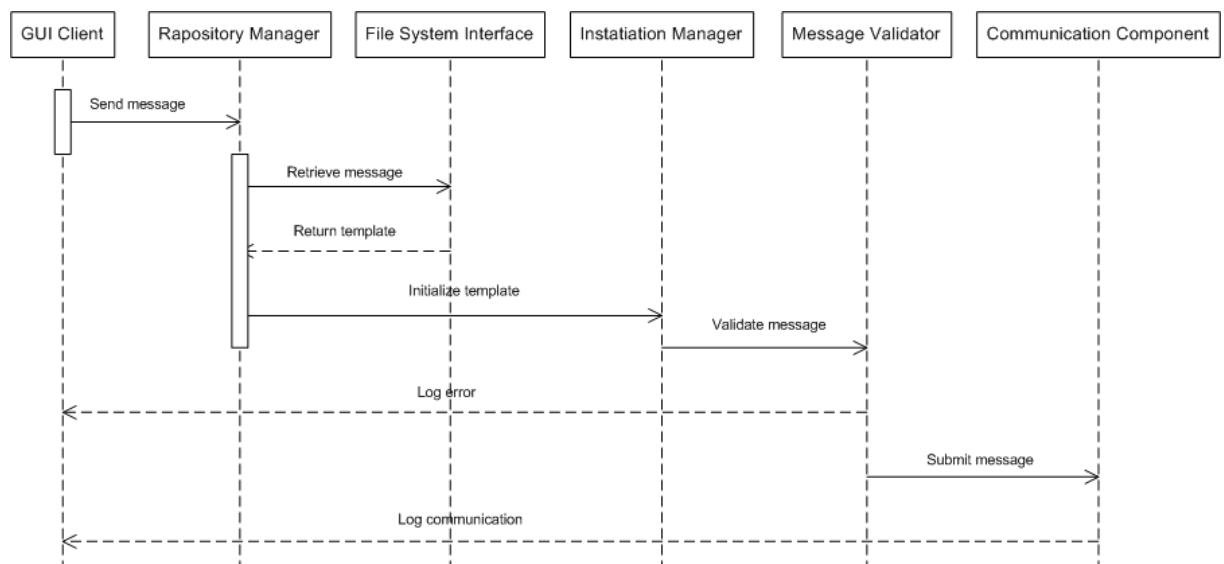 GUI Client
Rapository Manager
File System Interface
Instatiation Manager
Message Validator
Communication Component
Send message
Retrieve message
Return template
Initialize template
Validate message
Log error
Submit message
Log communication